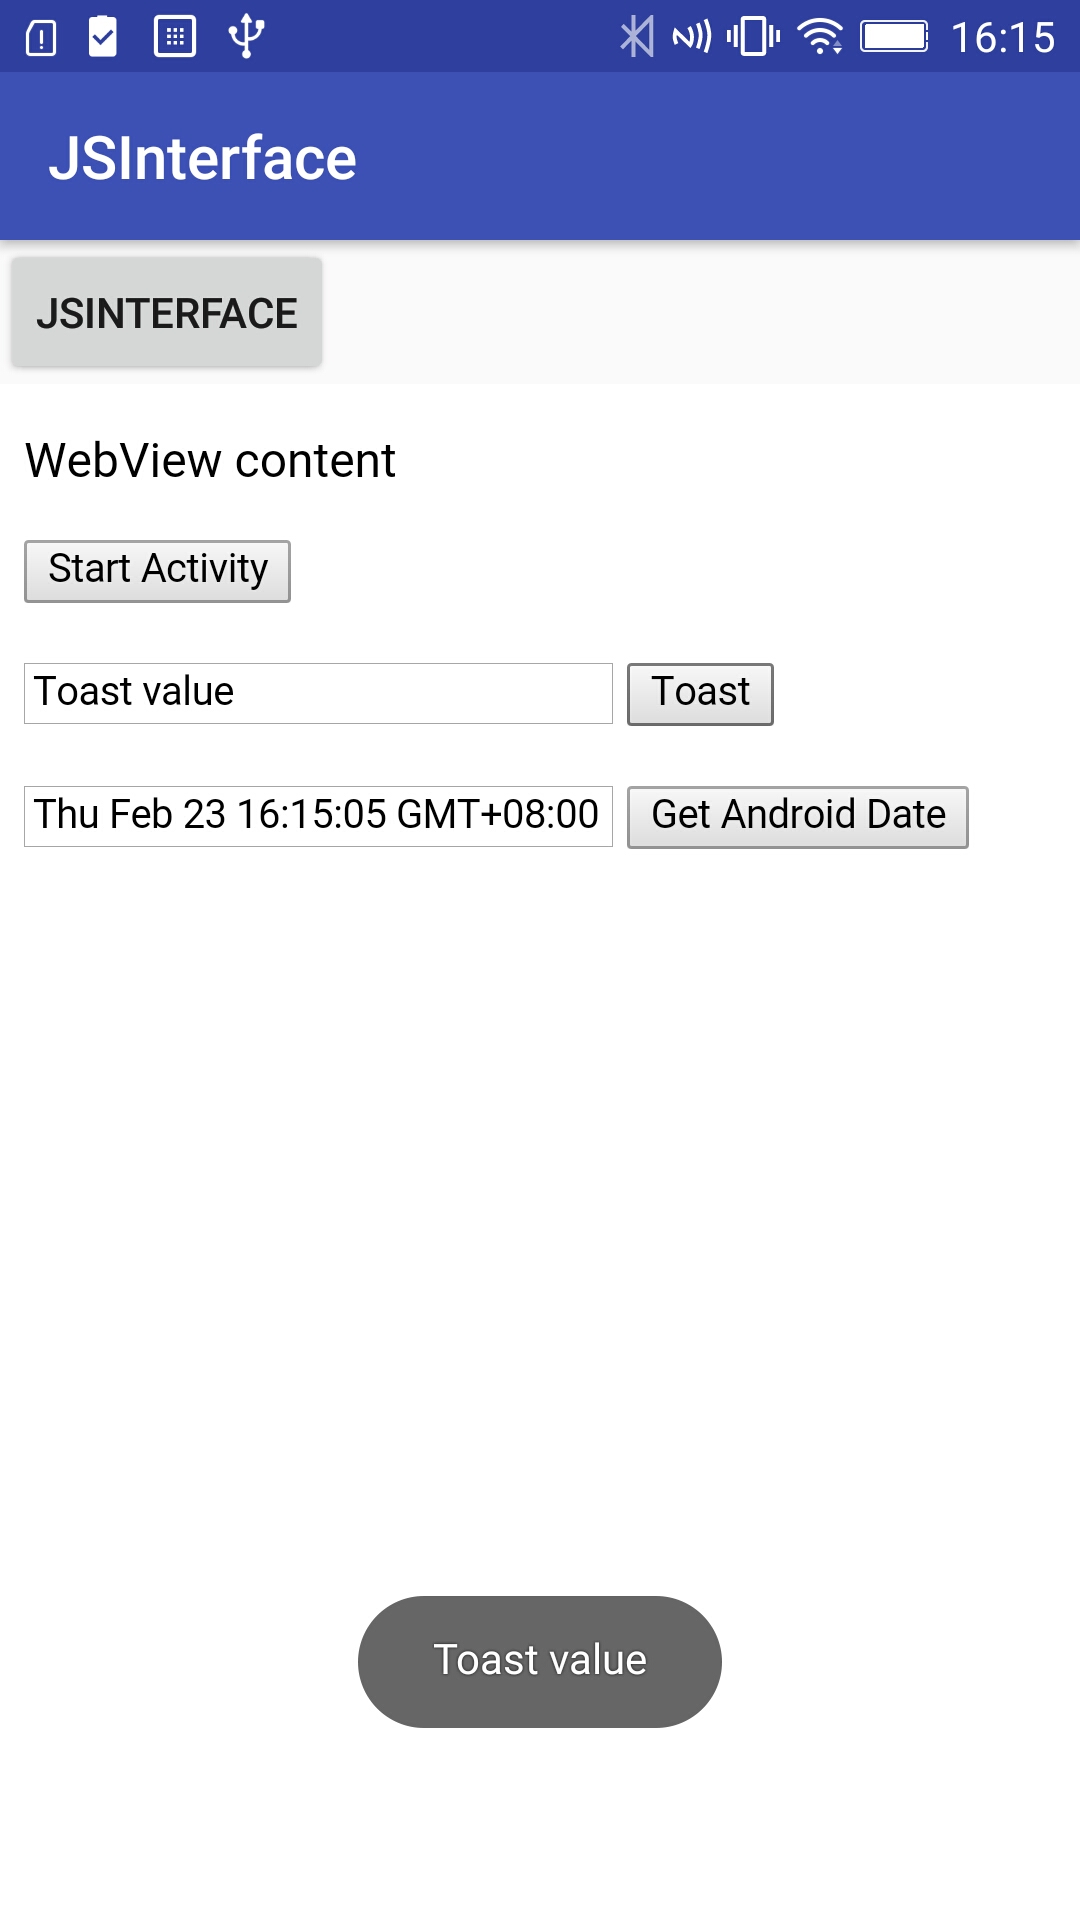 16:15
JSInterface
JSINTERFACE
WebView content
Start Activity
Toast value Toast
Thu Feb 23 16:15:05 GMT+08:00 Get Android Date
Toast value